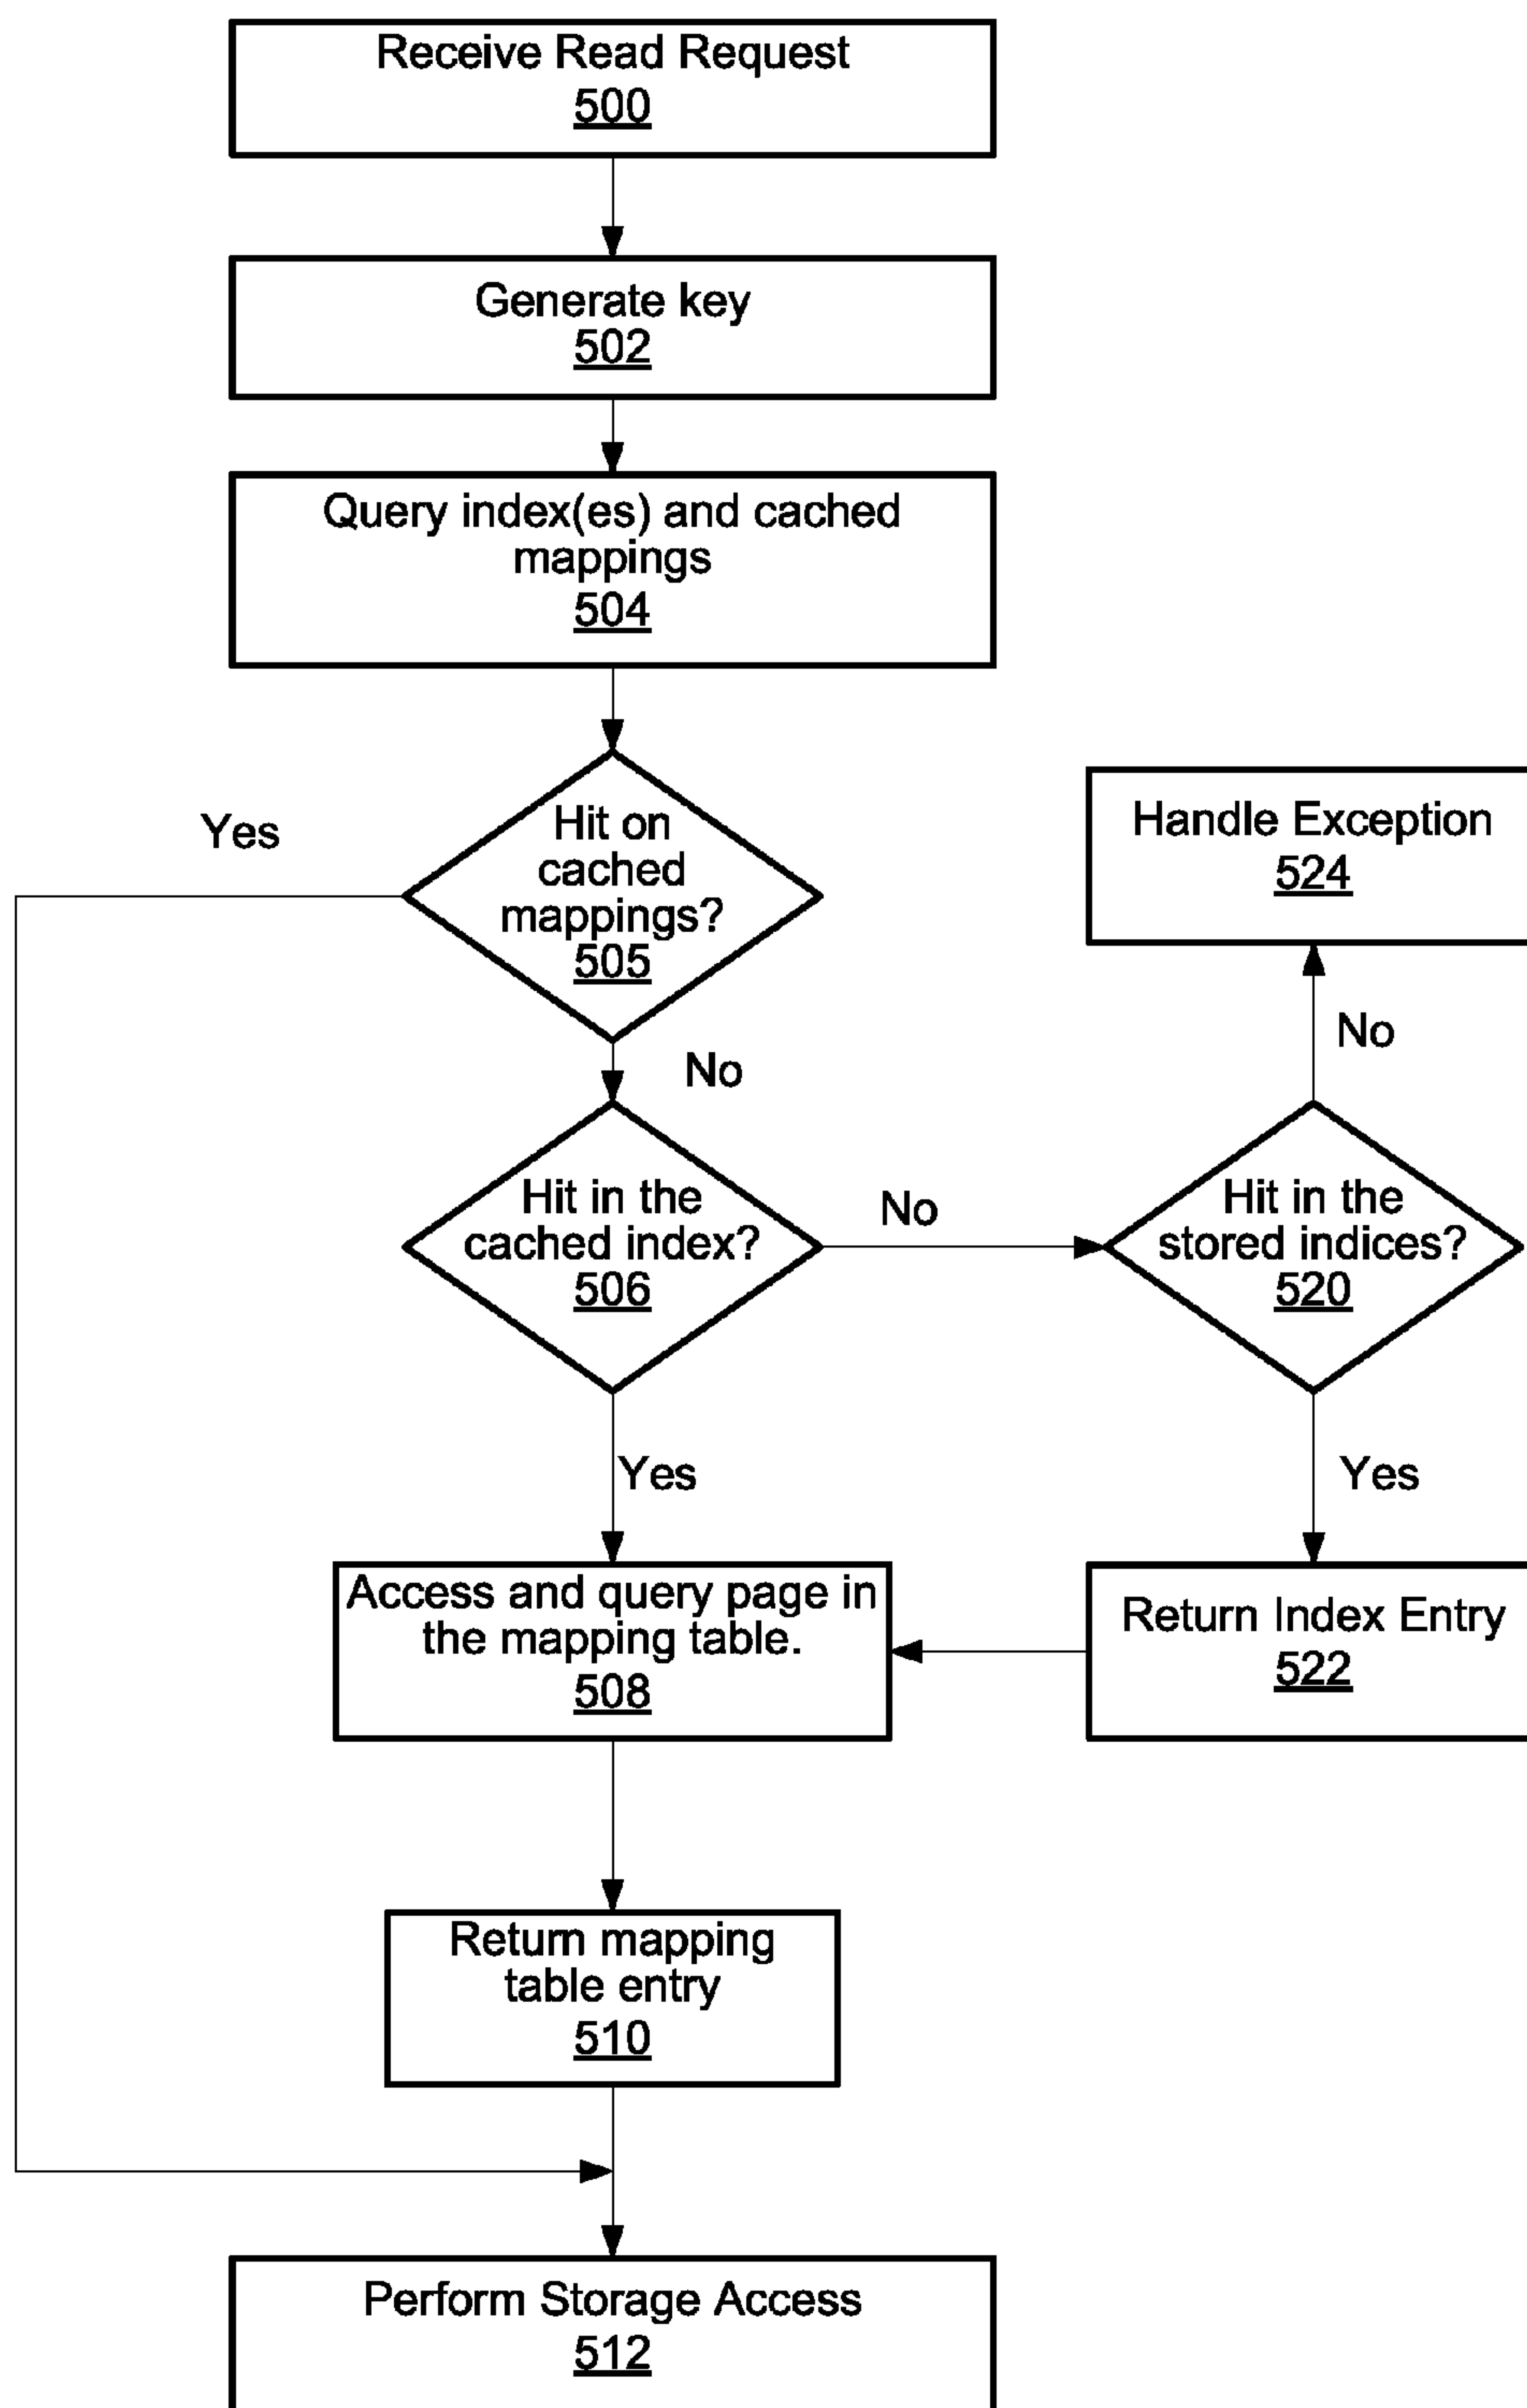 Receive Read Request
500
Generate key
502
Query index(es) and cached
mappings
504
Yes
Hit on
cached
mappings?
505
Handle Exception
524
No
No
Hit in the
cached index?
506
No
Hit in the
stored indices?
520
Yes
Yes
Access and query page in
the mapping table.
508
Return Index Entry
522
Return mapping
table entry
510
Perform Storage Access
512